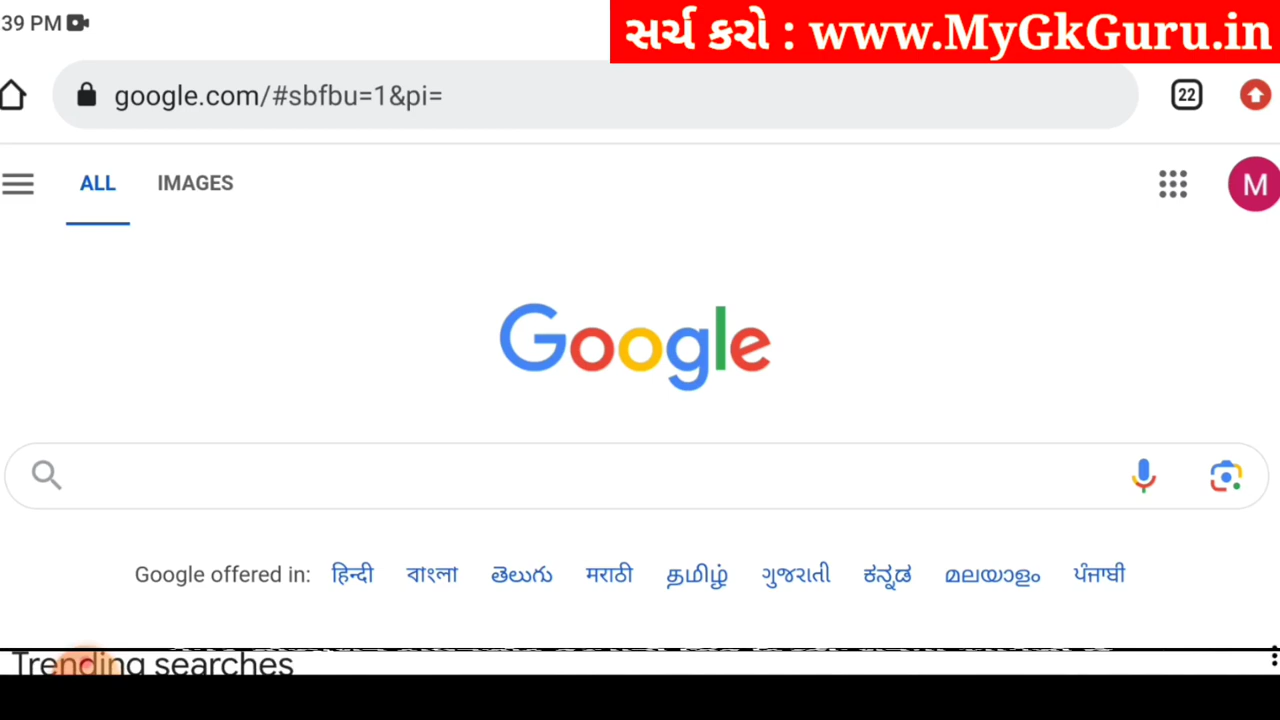 39 PM
સર્ચ કરો : www.MyGkGuru.in
google.com/#sbfbu=1&pi=
22
ALL IMAGES
M
Google
Google offered in: हिन्दी বাংলা తెలుగు मराठी தமிழ் ગુજરાતી ಕನ್ನಡ മലയാളം ਪੰਜਾਬੀ
Trending searches